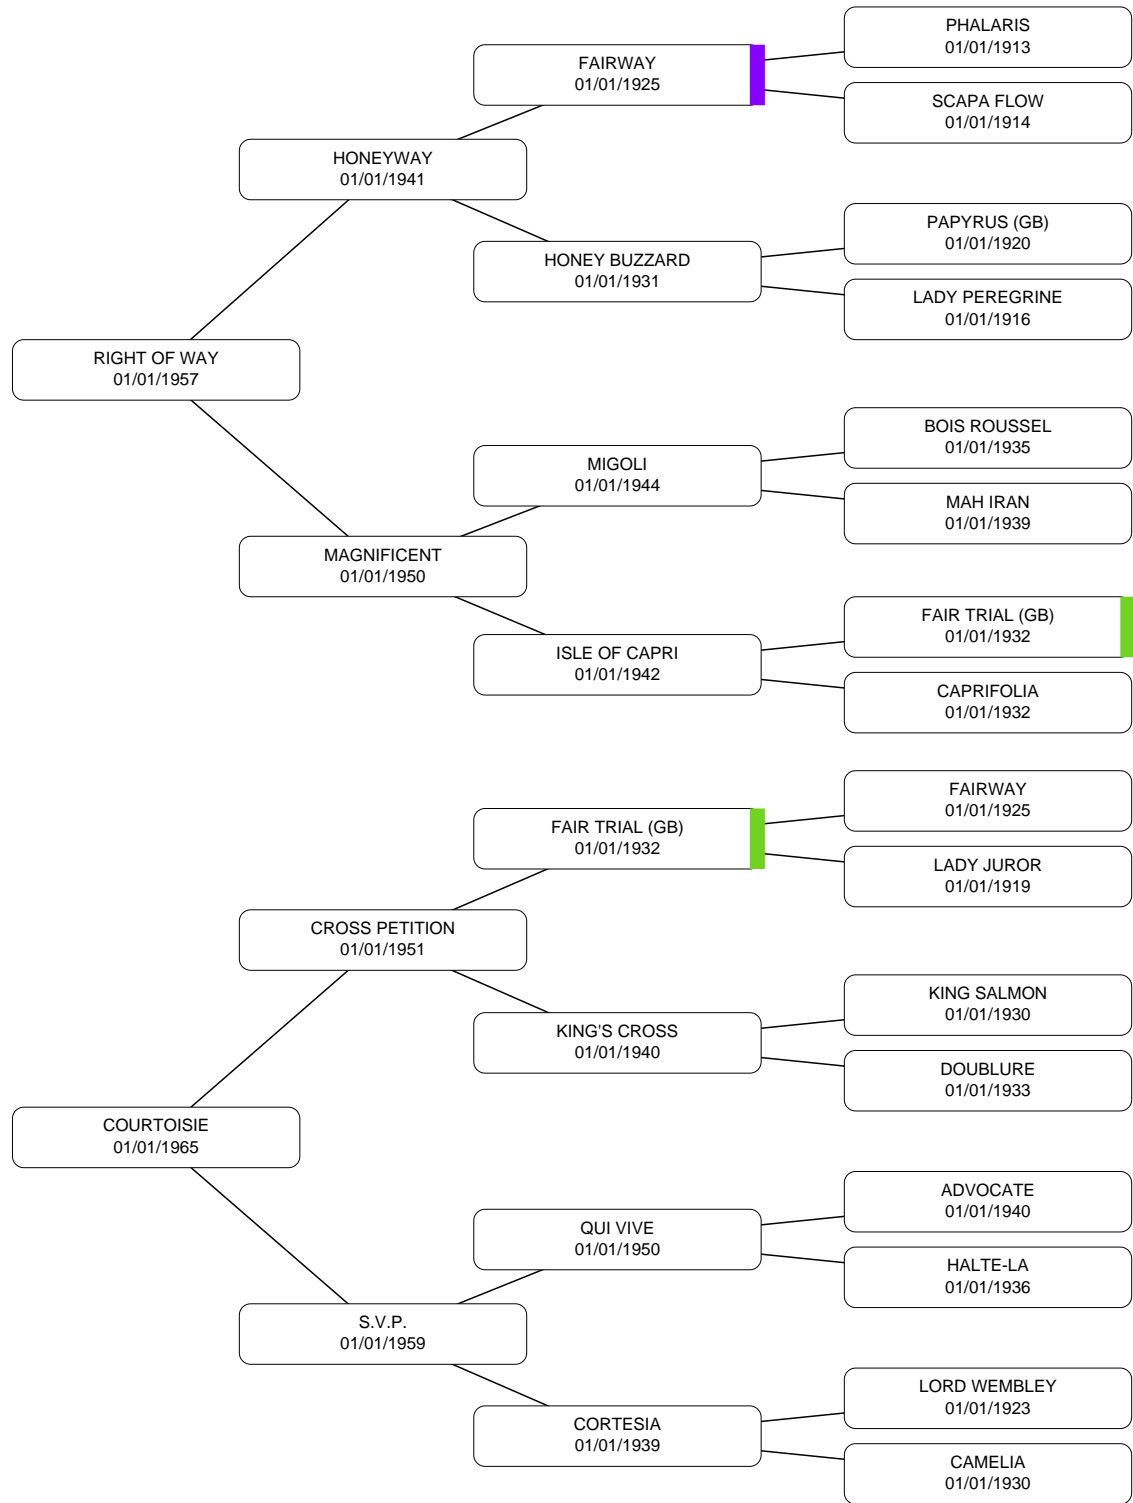 PHALARIS
01/01/1913
FAIRWAY
01/01/1925
SCAPA FLOW
01/01/1914
HONEYWAY
01/01/1941
PAPYRUS (GB)
01/01/1920
HONEY BUZZARD
01/01/1931
LADY PEREGRINE
01/01/1916
RIGHT OF WAY
01/01/1957
BOIS ROUSSEL
01/01/1935
MIGOLI
01/01/1944
MAH IRAN
01/01/1939
MAGNIFICENT
01/01/1950
FAIR TRIAL (GB)
01/01/1932
ISLE OF CAPRI
01/01/1942
CAPRIFOLIA
01/01/1932
FAIRWAY
01/01/1925
FAIR TRIAL (GB)
01/01/1932
LADY JUROR
01/01/1919
CROSS PETITION
01/01/1951
KING SALMON
01/01/1930
KING'S CROSS
01/01/1940
DOUBLURE
01/01/1933
COURTOISIE
01/01/1965
ADVOCATE
01/01/1940
QUI VIVE
01/01/1950
HALTE-LA
01/01/1936
S.V.P.
01/01/1959
LORD WEMBLEY
01/01/1923
CORTESIA
01/01/1939
CAMELIA
01/01/1930